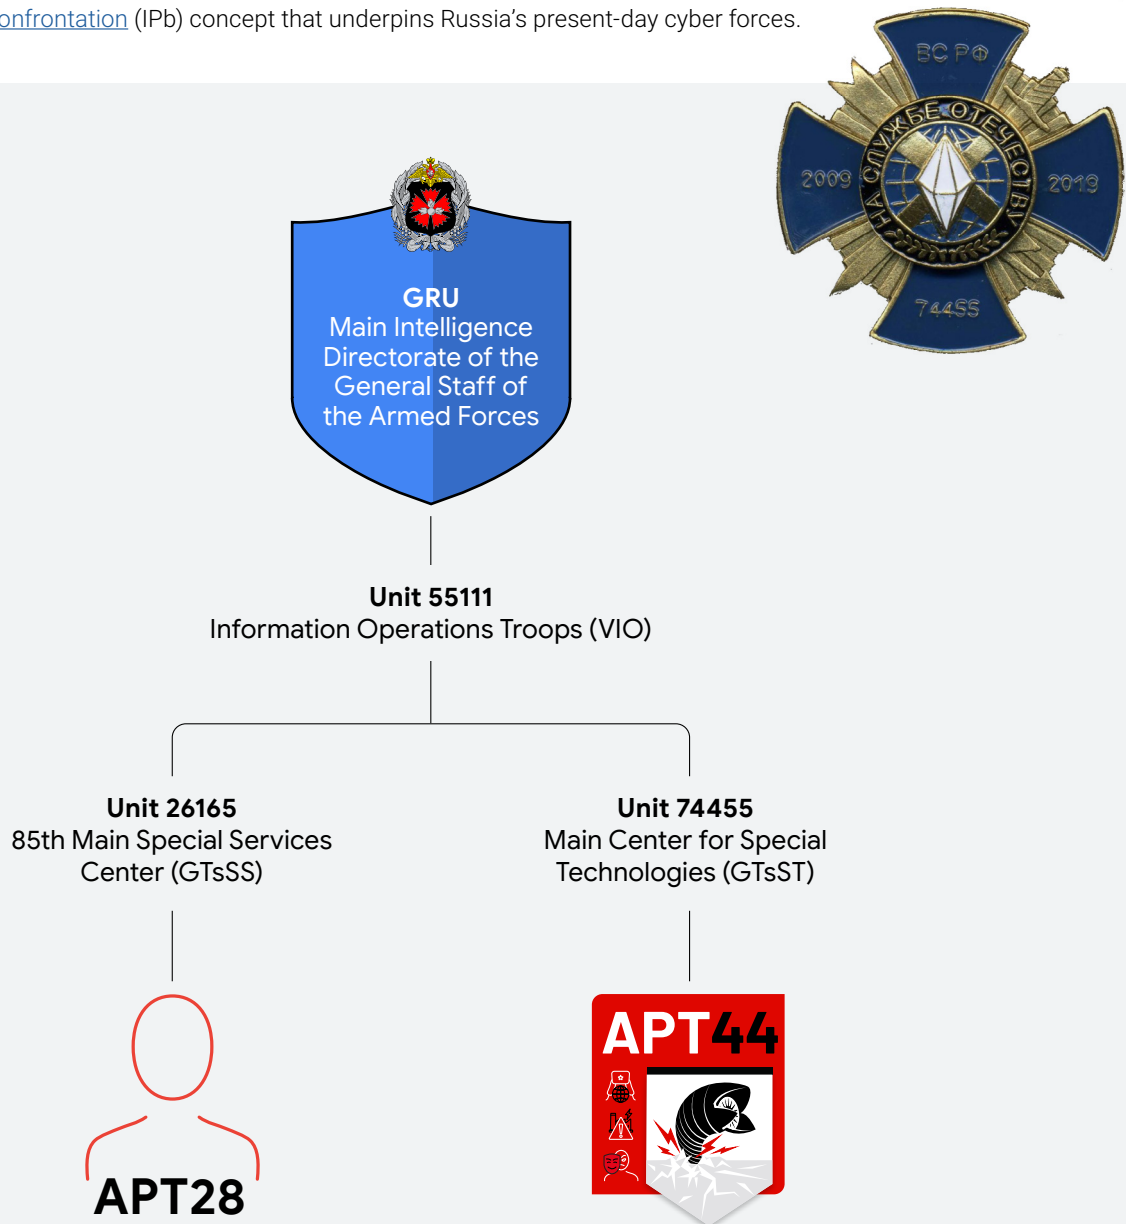 onfrontation (IPb) concept that underpins Russia’s present-day cyber forces.
ВС РФ
НА СЛУЖБЕ ОТЕЧЕСТВУ
2009
2019
74455
GRU
Main Intelligence
Directorate of the
General Staff of
the Armed Forces
Unit 55111
Information Operations Troops (VIO)
Unit 26165
85th Main Special Services
Center (GTsSS)
Unit 74455
Main Center for Special
Technologies (GTsST)
APT28
APT44